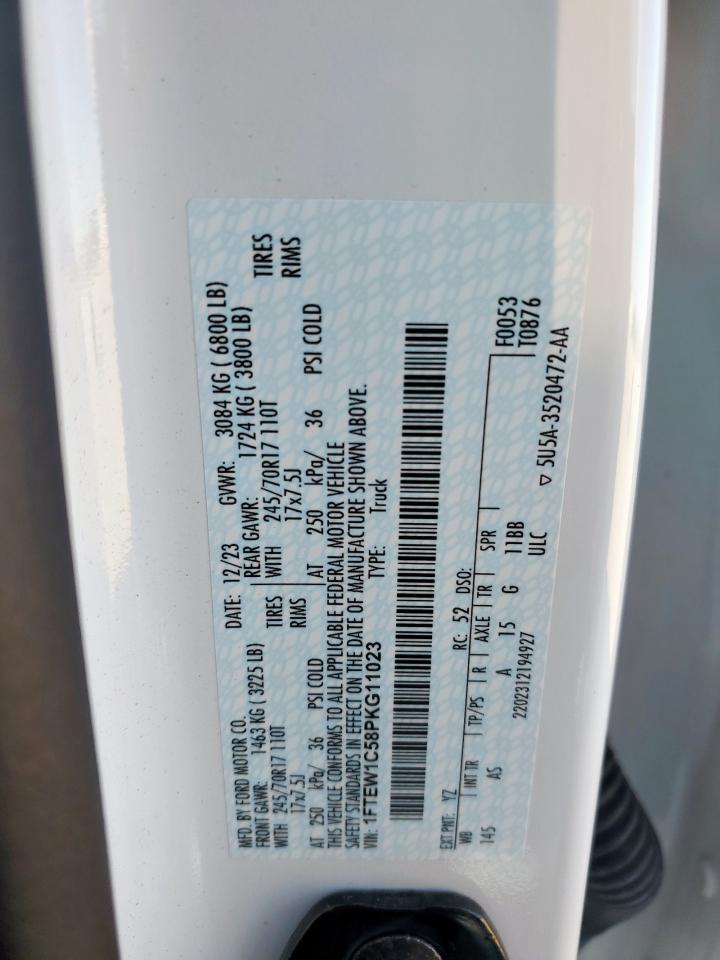 MFD. BY FORD MOTOR CO.
DATE: 12/23 GVWR: 3084 KG ( 6800 LB)
FRONT GAWR: 1463 KG ( 3225 LB) REAR GAWR: 1724 KG ( 3800 LB)
WITH 245/70R17 110T TIRES WITH 245/70R17 110T TIRES
17x7.5J RIMS 17x7.5J RIMS
AT 250 kPa/ 36 PSI COLD AT 250 kPa/ 36 PSI COLD
THIS VEHICLE CONFORMS TO ALL APPLICABLE FEDERAL MOTOR VEHICLE
SAFETY STANDARDS IN EFFECT ON THE DATE OF MANUFACTURE SHOWN ABOVE.
VIN: 1FTEW1C58PKG11023 TYPE: Truck
EXT PNT: YZ RC: 52 DSO: F0053
WB INT TR TP/PS R AXLE TR SPR T0876
145 AS A 15 G 11BB
2202312194927 ULC ▽ 5U5A-3520472-AA